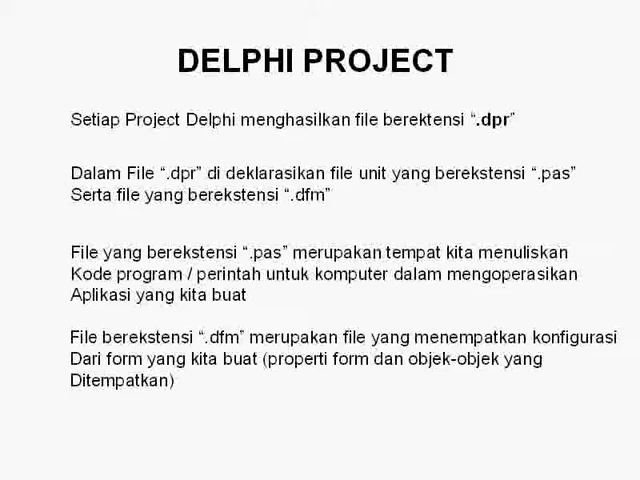 DELPHI PROJECT
Setiap Project Delphi menghasilkan file berektensi “.dpr”
Dalam File “.dpr” di deklarasikan file unit yang berekstensi “.pas”
Serta file yang berekstensi “.dfm”
File yang berekstensi “.pas” merupakan tempat kita menuliskan
Kode program / perintah untuk komputer dalam mengoperasikan
Aplikasi yang kita buat
File berekstensi “.dfm” merupakan file yang menempatkan konfigurasi
Dari form yang kita buat (properti form dan objek-objek yang
Ditempatkan)